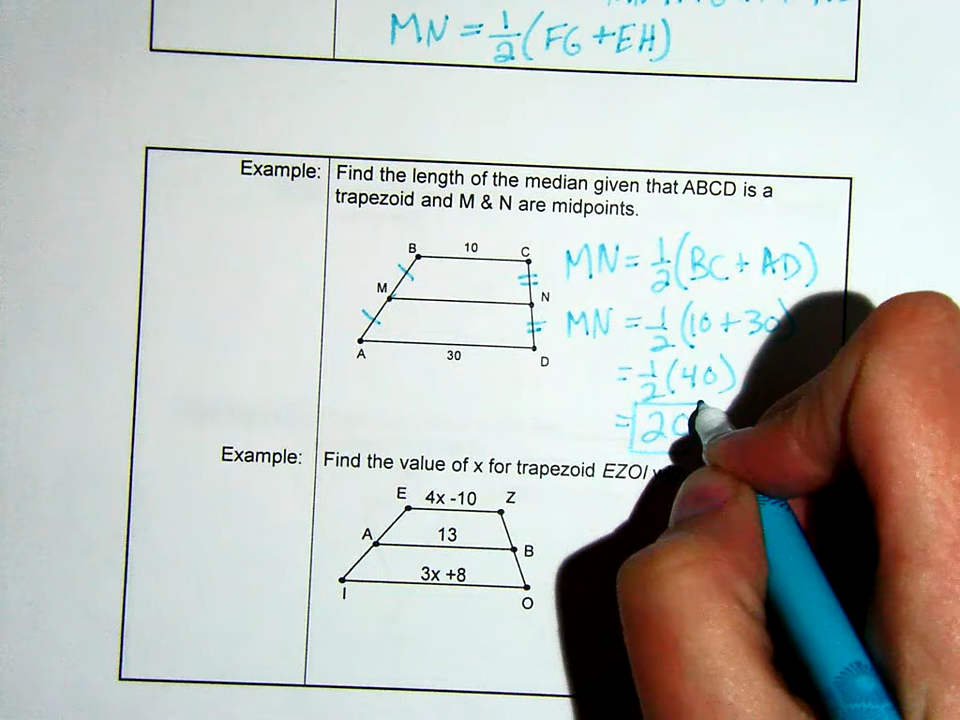 MN = 1/2(FG + EH)
Example:
Find the length of the median given that ABCD is a
trapezoid and M & N are midpoints.
B 10 C
M N
A 30 D
MN = 1/2(BC + AD)
MN = 1/2(10 + 30)
= 1/2(40)
= 20
Example:
Find the value of x for trapezoid EZOI
E 4x -10 Z
A 13 B
I 3x +8 O